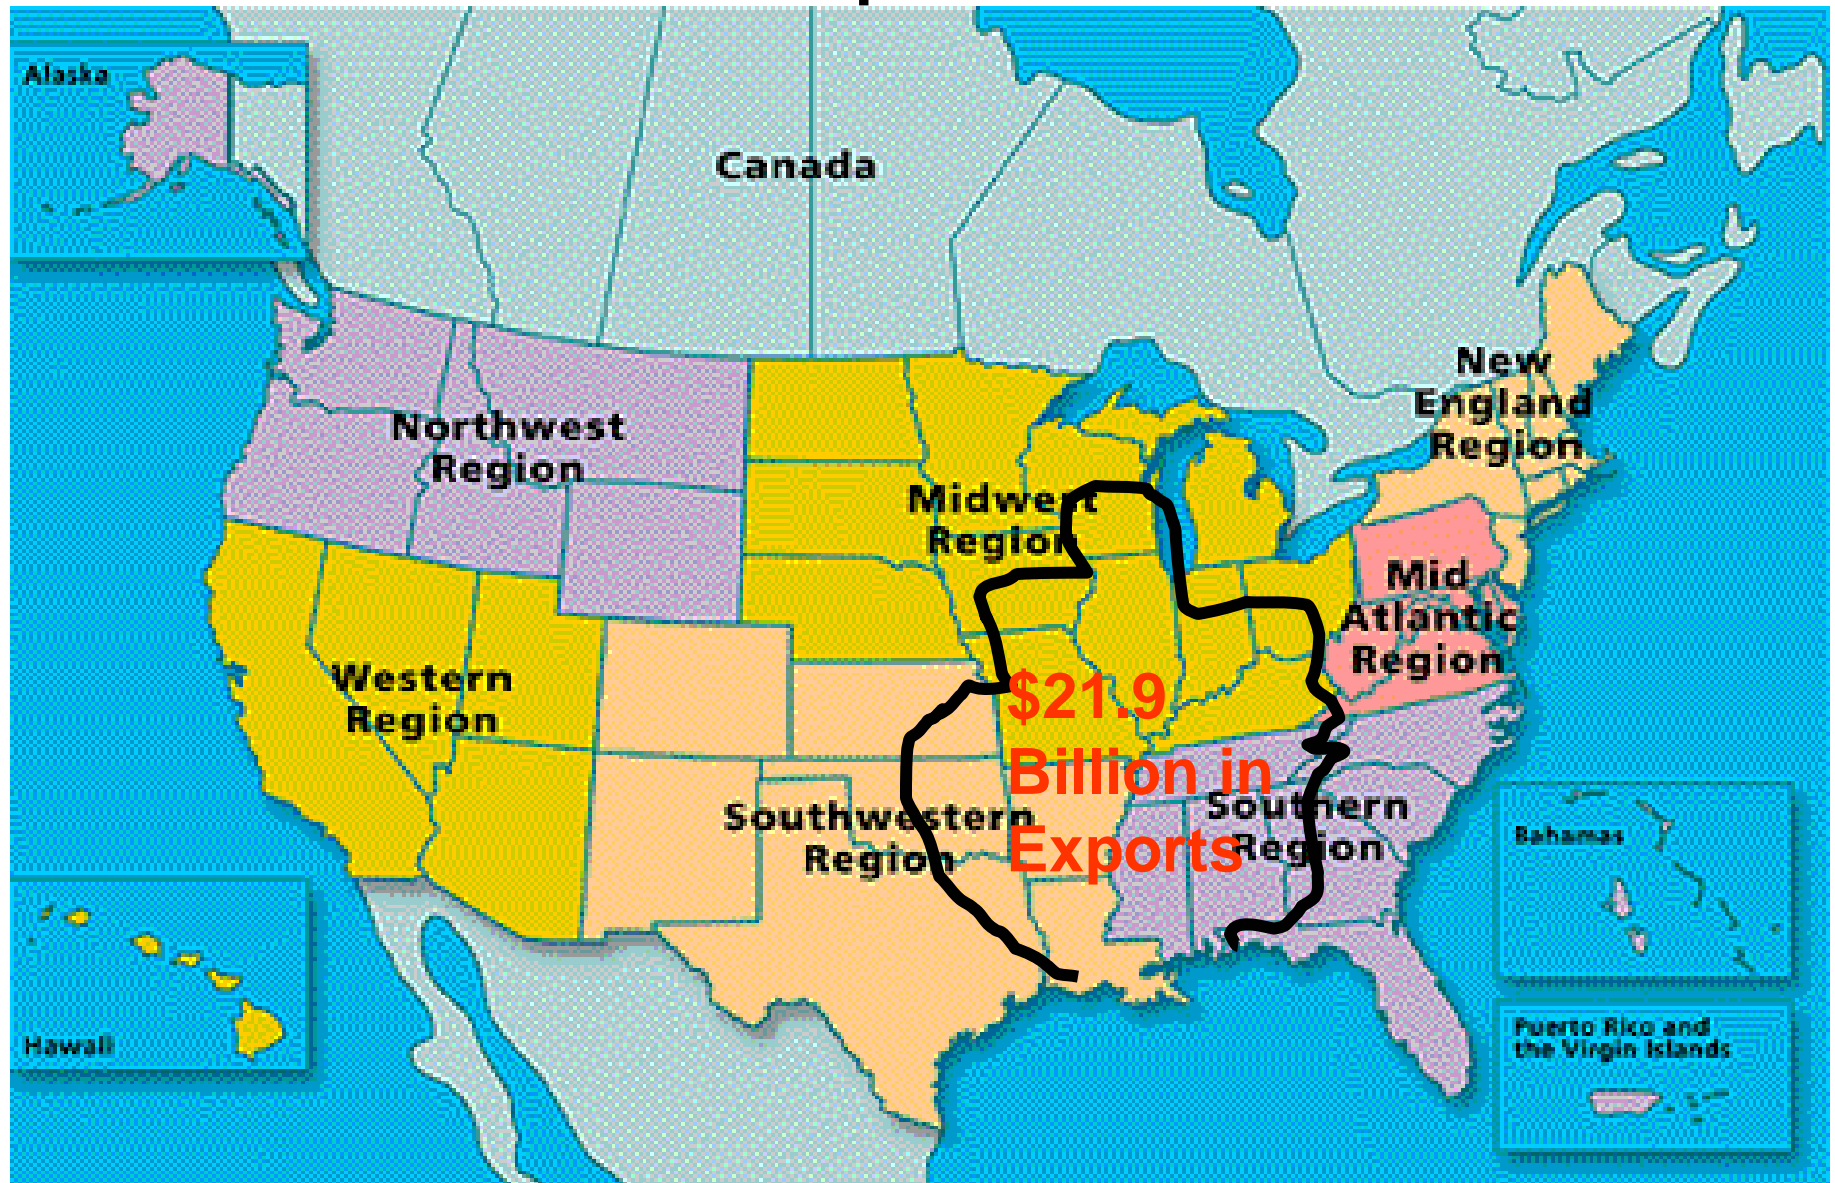 Alaska
Canada
New
England
Region
Northwest
Region
Midwest
Region
Mid
Atlantic
Region
Western
Region
$21.9
Billion in
Exports
Southwestern
Region
Southern
Region
Bahamas
Hawaii
Puerto Rico and
the Virgin Islands